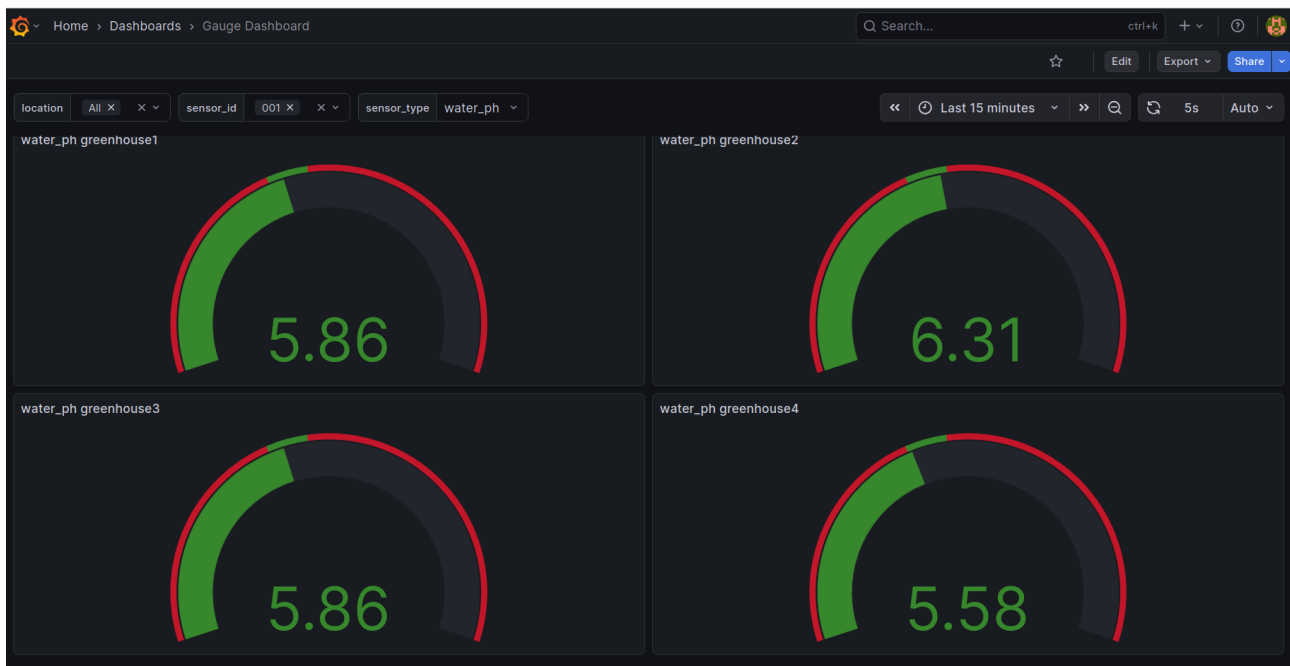 Home › Dashboards › Gauge Dashboard
Search...
ctrl+k
Edit
Export
Share
location All
sensor_id 001
sensor_type water_ph
Last 15 minutes
5s
Auto
water_ph greenhouse1
water_ph greenhouse2
5.86
6.31
water_ph greenhouse3
water_ph greenhouse4
5.86
5.58